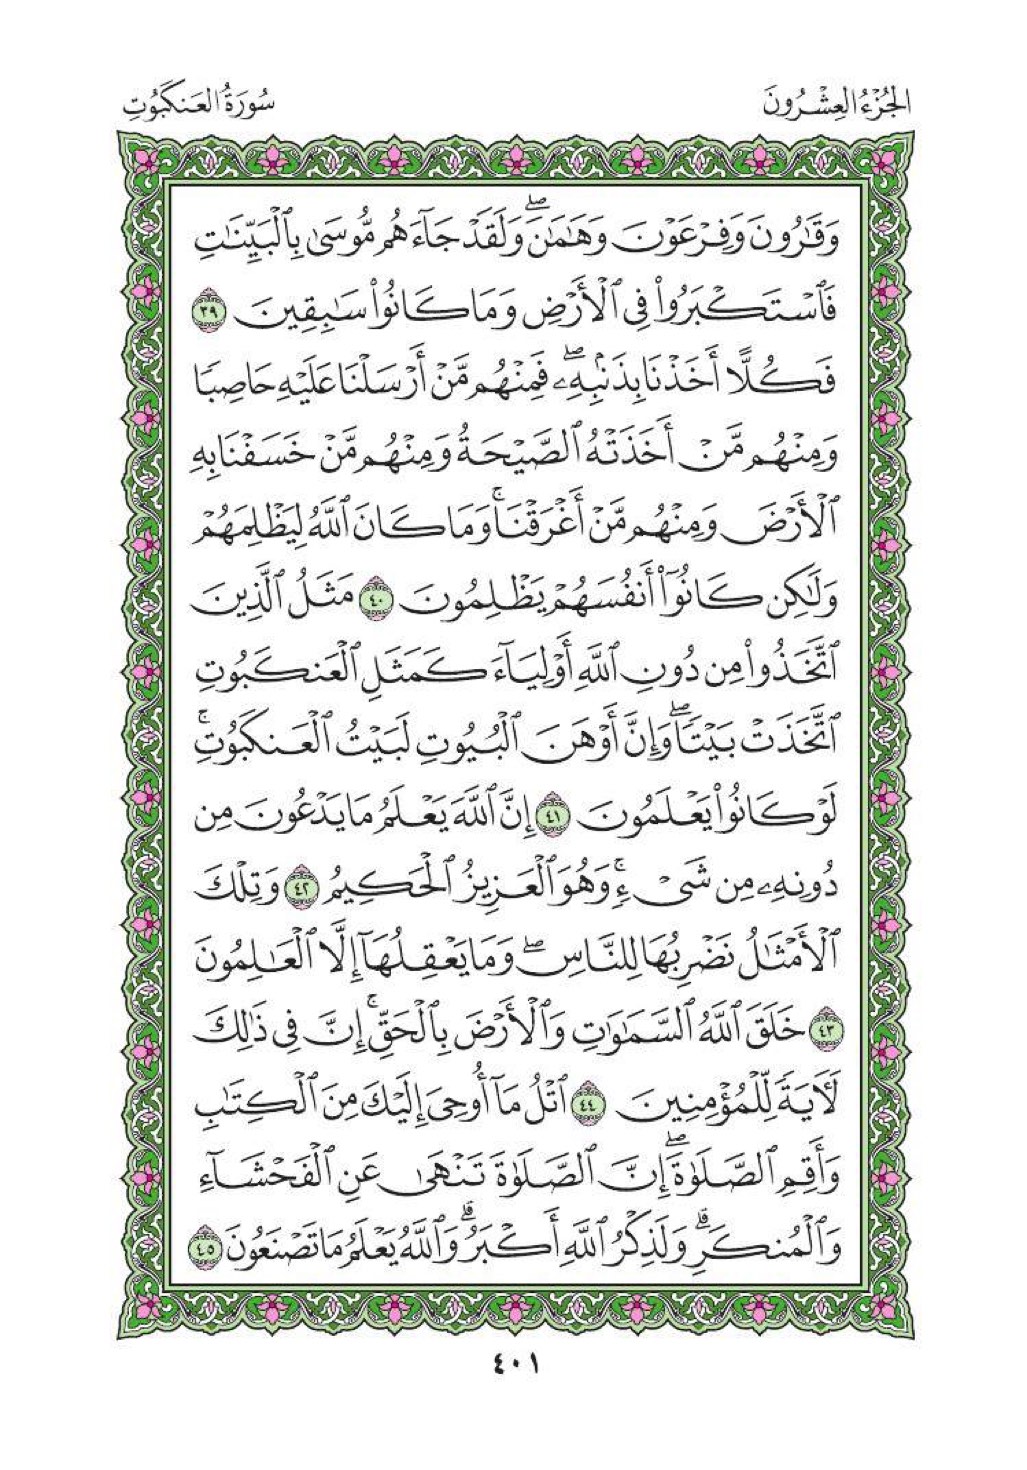 الجُزْءُ العِشْرُونَ
سُورَةُ العَنكَبُوتِ
وَقَٰرُونَ وَفِرْعَوْنَ وَهَٰمَٰنَ ۖ وَلَقَدْ جَآءَهُم مُّوسَىٰ بِٱلْبَيِّنَٰتِ
فَٱسْتَكْبَرُوا۟ فِى ٱلْأَرْضِ وَمَا كَانُوا۟ سَٰبِقِينَ ٣٩
فَكُلًّا أَخَذْنَا بِذَنۢبِهِۦ ۖ فَمِنْهُم مَّنْ أَرْسَلْنَا عَلَيْهِ حَاصِبًا
وَمِنْهُم مَّنْ أَخَذَتْهُ ٱلصَّيْحَةُ وَمِنْهُم مَّنْ خَسَفْنَا بِهِ
ٱلْأَرْضَ وَمِنْهُم مَّنْ أَغْرَقْنَا ۚ وَمَا كَانَ ٱللَّهُ لِيَظْلِمَهُمْ
وَلَٰكِن كَانُوٓا۟ أَنفُسَهُمْ يَظْلِمُونَ ٤٠ مَثَلُ ٱلَّذِينَ
ٱتَّخَذُوا۟ مِن دُونِ ٱللَّهِ أَوْلِيَآءَ كَمَثَلِ ٱلْعَنكَبُوتِ
ٱتَّخَذَتْ بَيْتًا ۖ وَإِنَّ أَوْهَنَ ٱلْبُيُوتِ لَبَيْتُ ٱلْعَنكَبُوتِ ۚ
لَوْ كَانُوا۟ يَعْلَمُونَ ٤١ إِنَّ ٱللَّهَ يَعْلَمُ مَا يَدْعُونَ مِن
دُونِهِۦ مِن شَىْءٍ ۚ وَهُوَ ٱلْعَزِيزُ ٱلْحَكِيمُ ٤٢ وَتِلْكَ
ٱلْأَمْثَٰلُ نَضْرِبُهَا لِلنَّاسِ ۖ وَمَا يَعْقِلُهَآ إِلَّا ٱلْعَٰلِمُونَ
٤٣ خَلَقَ ٱللَّهُ ٱلسَّمَٰوَٰتِ وَٱلْأَرْضَ بِٱلْحَقِّ ۚ إِنَّ فِى ذَٰلِكَ
لَءَايَةً لِّلْمُؤْمِنِينَ ٤٤ ٱتْلُ مَآ أُوحِىَ إِلَيْكَ مِنَ ٱلْكِتَٰبِ
وَأَقِمِ ٱلصَّلَوٰةَ ۖ إِنَّ ٱلصَّلَوٰةَ تَنْهَىٰ عَنِ ٱلْفَحْشَآءِ
وَٱلْمُنكَرِ ۗ وَلَذِكْرُ ٱللَّهِ أَكْبَرُ ۗ وَٱللَّهُ يَعْلَمُ مَا تَصْنَعُونَ ٤٥
٤٠١